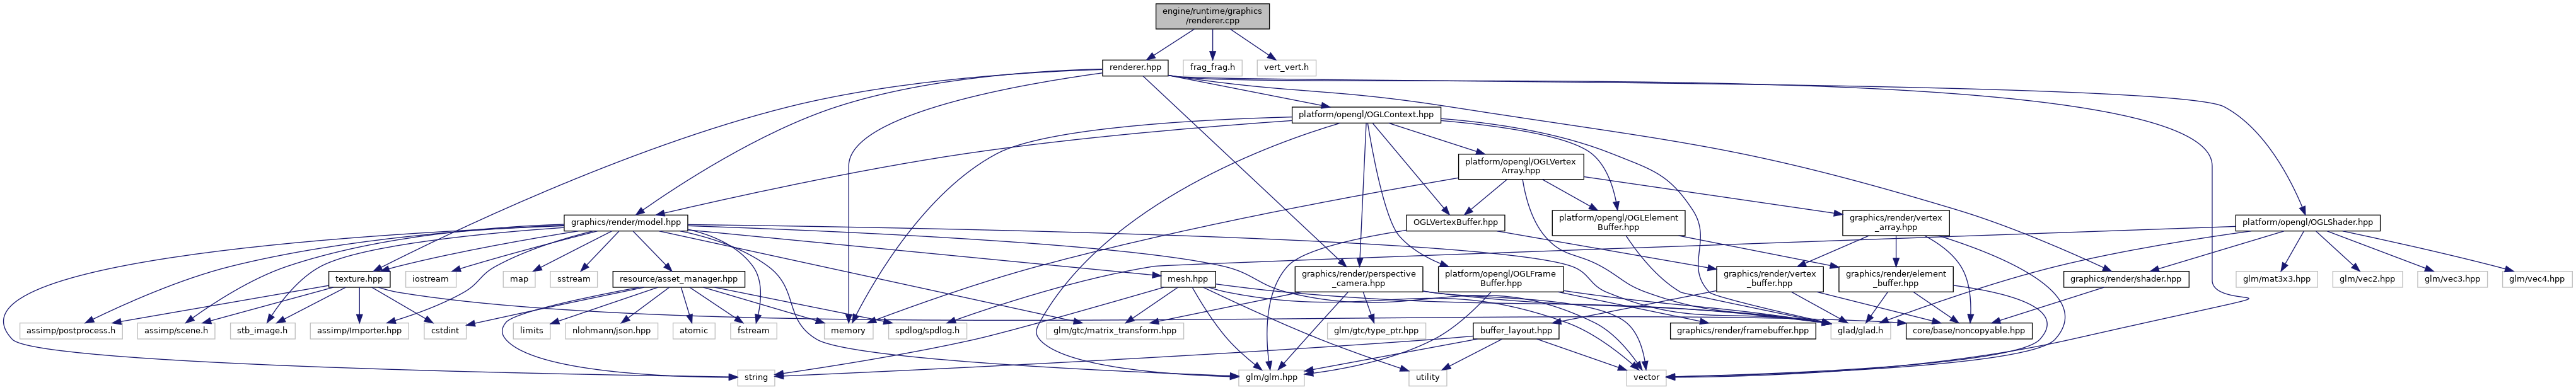 engine/runtime/graphics
/renderer.cpp
renderer.hpp
frag_frag.h
vert_vert.h
platform/opengl/OGLContext.hpp
platform/opengl/OGLVertex
Array.hpp
graphics/render/model.hpp
OGLVertexBuffer.hpp
platform/opengl/OGLElement
Buffer.hpp
graphics/render/vertex
_array.hpp
platform/opengl/OGLShader.hpp
texture.hpp
iostream
map
sstream
resource/asset_manager.hpp
mesh.hpp
graphics/render/perspective
_camera.hpp
platform/opengl/OGLFrame
Buffer.hpp
graphics/render/vertex
_buffer.hpp
graphics/render/element
_buffer.hpp
graphics/render/shader.hpp
glm/mat3x3.hpp
glm/vec2.hpp
glm/vec3.hpp
glm/vec4.hpp
assimp/postprocess.h
assimp/scene.h
stb_image.h
assimp/Importer.hpp
cstdint
limits
nlohmann/json.hpp
atomic
fstream
memory
spdlog/spdlog.h
glm/gtc/matrix_transform.hpp
glm/gtc/type_ptr.hpp
buffer_layout.hpp
graphics/render/framebuffer.hpp
glad/glad.h
core/base/noncopyable.hpp
string
glm/glm.hpp
utility
vector